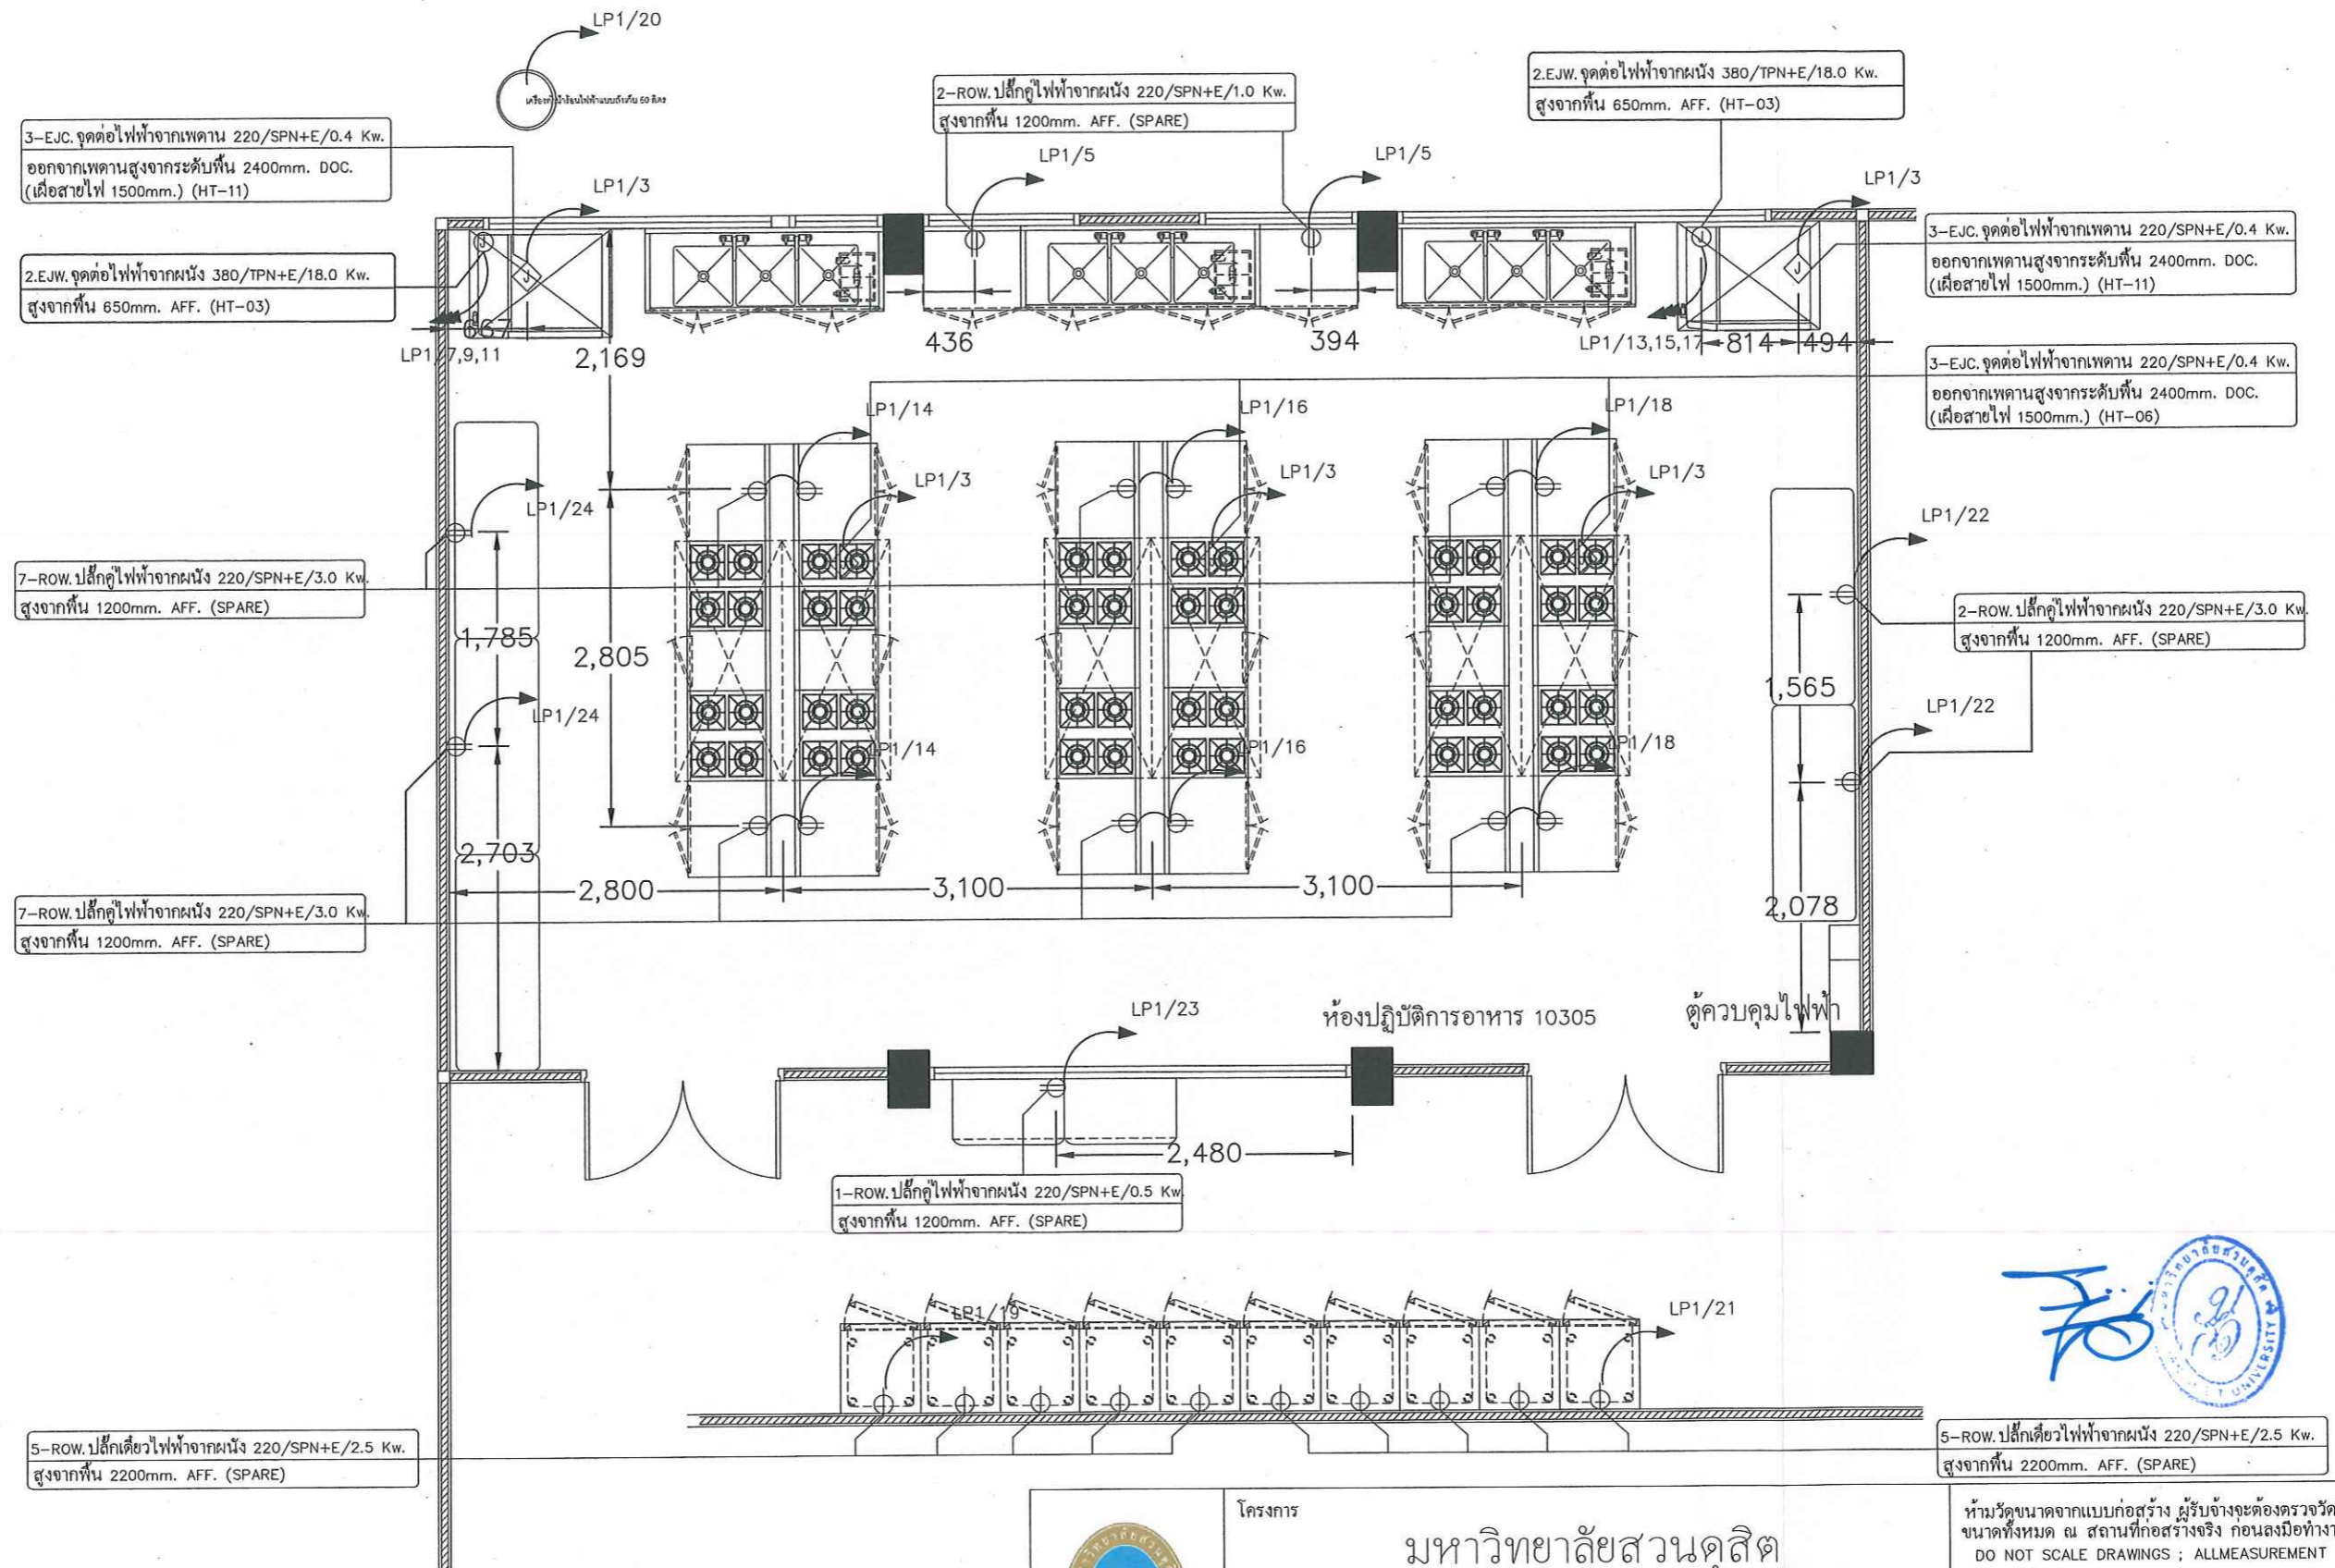 LP1/20
เครื่องทำน้ำร้อนไฟฟ้าแบบถังเก็บ 60 ลิตร
3-EJC.จุดต่อไฟฟ้าจากเพดาน 220/SPN+E/0.4 Kw.
ออกจากเพดานสูงจากระดับพื้น 2400mm. DOC.
(เผื่อสายไฟ 1500mm.) (HT-11)
2-ROW.ปลั๊กคู่ไฟฟ้าจากผนัง 220/SPN+E/1.0 Kw.
สูงจากพื้น 1200mm. AFF. (SPARE)
2.EJW.จุดต่อไฟฟ้าจากผนัง 380/TPN+E/18.0 Kw.
สูงจากพื้น 650mm. AFF. (HT-03)
LP1/3
LP1/5
LP1/5
LP1/3
2.EJW.จุดต่อไฟฟ้าจากผนัง 380/TPN+E/18.0 Kw.
สูงจากพื้น 650mm. AFF. (HT-03)
3-EJC.จุดต่อไฟฟ้าจากเพดาน 220/SPN+E/0.4 Kw.
ออกจากเพดานสูงจากระดับพื้น 2400mm. DOC.
(เผื่อสายไฟ 1500mm.) (HT-11)
J
J
J
J
LP1/7,9,11
2,169
436
394
LP1/13,15,17
814
494
3-EJC.จุดต่อไฟฟ้าจากเพดาน 220/SPN+E/0.4 Kw.
ออกจากเพดานสูงจากระดับพื้น 2400mm. DOC.
(เผื่อสายไฟ 1500mm.) (HT-06)
LP1/14
LP1/16
LP1/18
LP1/3
LP1/3
LP1/3
LP1/24
LP1/22
7-ROW.ปลั๊กคู่ไฟฟ้าจากผนัง 220/SPN+E/3.0 Kw.
สูงจากพื้น 1200mm. AFF. (SPARE)
2-ROW.ปลั๊กคู่ไฟฟ้าจากผนัง 220/SPN+E/3.0 Kw.
สูงจากพื้น 1200mm. AFF. (SPARE)
1,785
2,805
1,565
LP1/24
LP1/22
LP1/14
LP1/16
LP1/18
2,703
2,800
3,100
3,100
2,078
7-ROW.ปลั๊กคู่ไฟฟ้าจากผนัง 220/SPN+E/3.0 Kw.
สูงจากพื้น 1200mm. AFF. (SPARE)
LP1/23
ห้องปฏิบัติการอาหาร 10305
ตู้ควบคุมไฟฟ้า
2,480
1-ROW.ปลั๊กคู่ไฟฟ้าจากผนัง 220/SPN+E/0.5 Kw.
สูงจากพื้น 1200mm. AFF. (SPARE)
LP1/19
LP1/21
5-ROW.ปลั๊กเดี่ยวไฟฟ้าจากผนัง 220/SPN+E/2.5 Kw.
สูงจากพื้น 2200mm. AFF. (SPARE)
5-ROW.ปลั๊กเดี่ยวไฟฟ้าจากผนัง 220/SPN+E/2.5 Kw.
สูงจากพื้น 2200mm. AFF. (SPARE)
โครงการ
มหาวิทยาลัยสวนดุสิต
ห้ามวัดขนาดจากแบบก่อสร้าง ผู้รับจ้างจะต้องตรวจวัด
ขนาดทั้งหมด ณ สถานที่ก่อสร้างจริง ก่อนลงมือทำงา
DO NOT SCALE DRAWINGS ; ALLMEASUREMENT